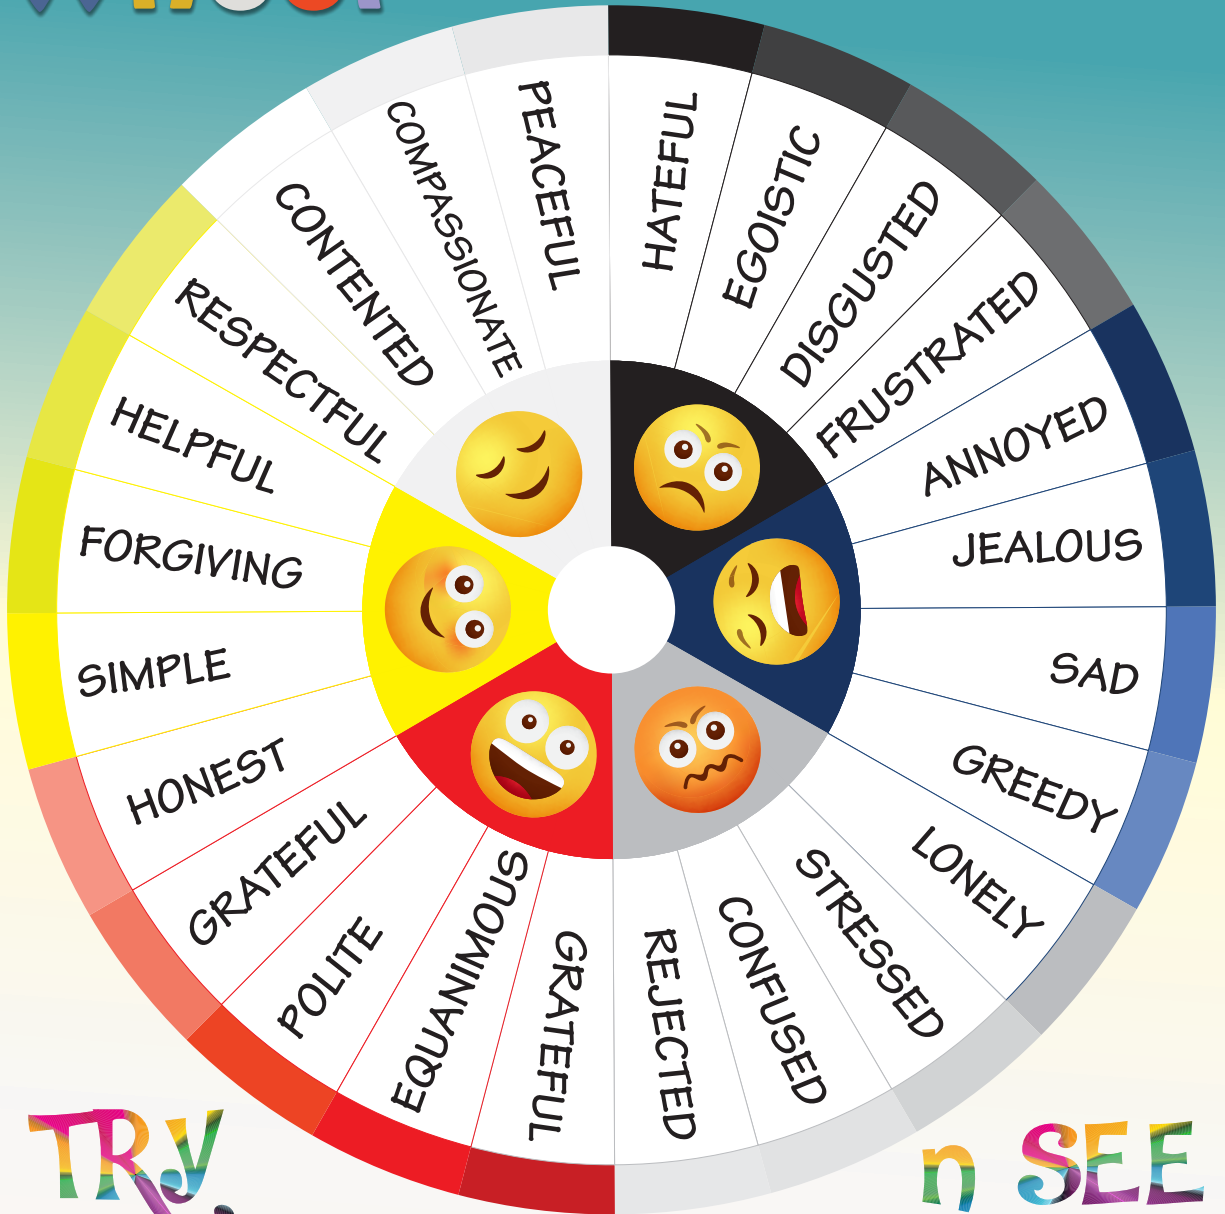 PEACEFUL
HATEFUL
EGOISTIC
DISGUSTED
FRUSTRATED
ANNOYED
JEALOUS
SAD
GREEDY
LONELY
STRESSED
CONFUSED
REJECTED
GRATEFUL
EQUANIMOUS
POLITE
GRATEFUL
HONEST
SIMPLE
FORGIVING
HELPFUL
RESPECTFUL
CONTENTED
COMPASSIONATE
TRy
n SEE